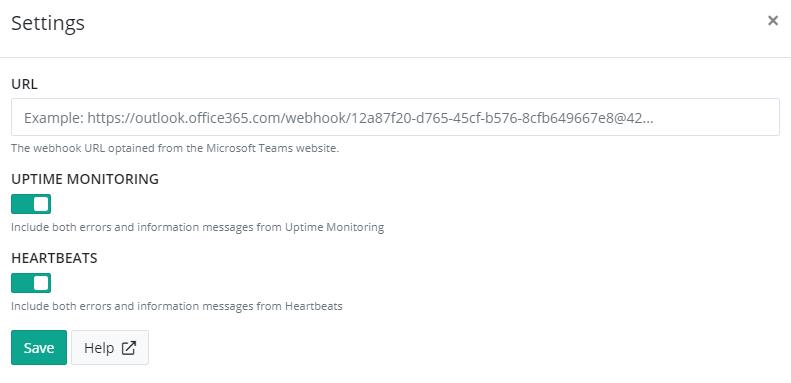 Settings
×
URL
Example: https://outlook.office365.com/webhook/12a87f20-d765-45cf-b576-8cfb649667e8@42...
The webhook URL optained from the Microsoft Teams website.
UPTIME MONITORING
Include both errors and information messages from Uptime Monitoring
HEARTBEATS
Include both errors and information messages from Heartbeats
Save Help